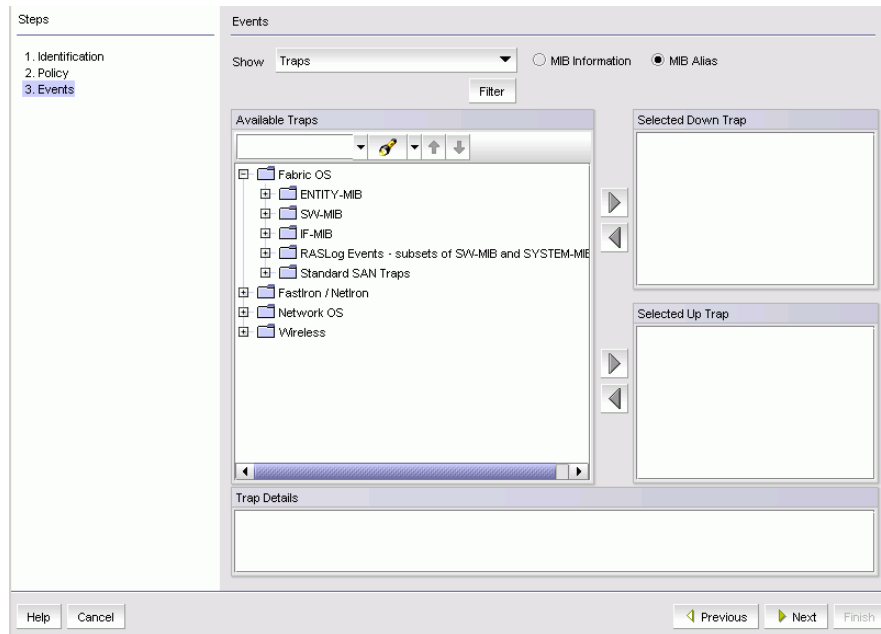 Steps
1. Identification
2. Policy
3. Events
Events
Show Traps MIB Information MIB Alias
Filter
Available Traps
Fabric OS
ENTITY-MIB
SW-MIB
IF-MIB
RASLog Events - subsets of SW-MIB and SYSTEM-MIB
Standard SAN Traps
FastIron / NetIron
Network OS
Wireless
Selected Down Trap
Selected Up Trap
Trap Details
Help Cancel Previous Next Finish